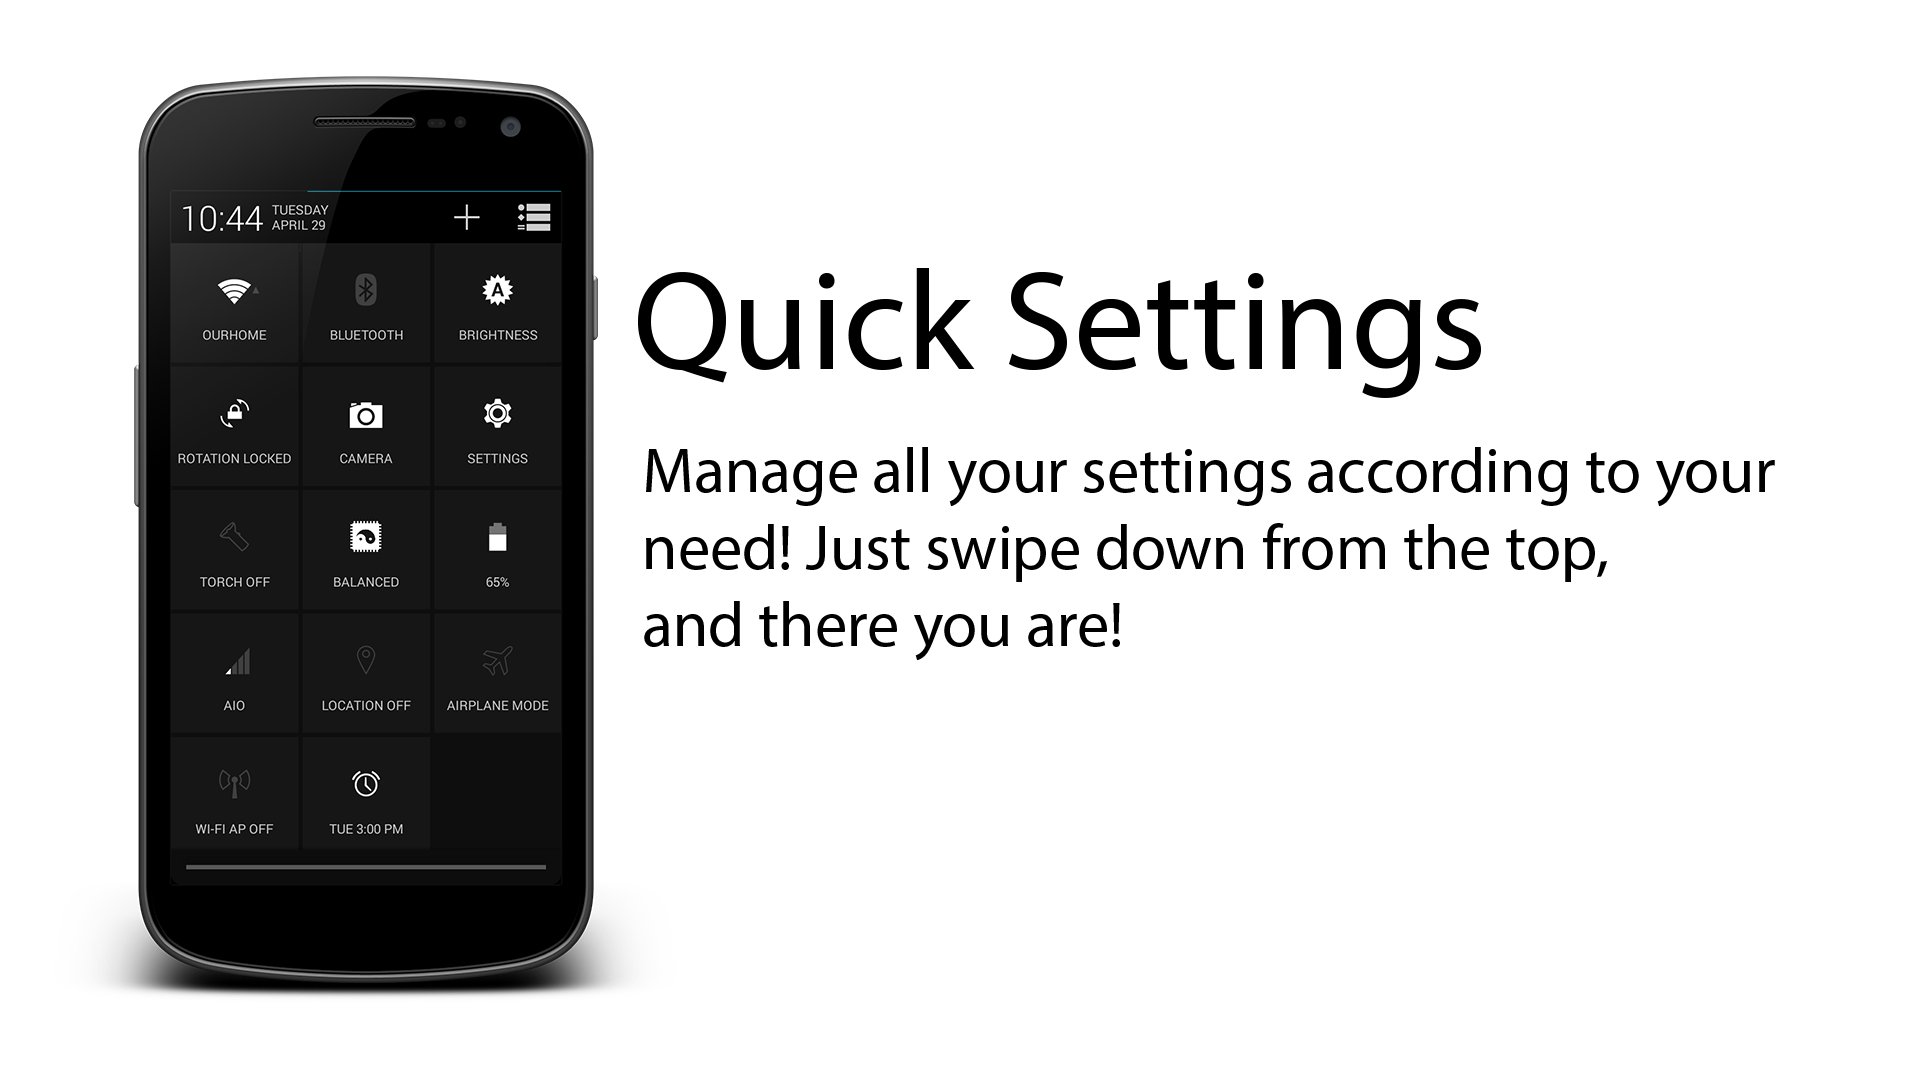 10:44
TUESDAY
APRIL 29
OURHOME
BLUETOOTH
A
BRIGHTNESS
ROTATION LOCKED
CAMERA
SETTINGS
TORCH OFF
BALANCED
65%
AIO
LOCATION OFF
AIRPLANE MODE
WI-FI AP OFF
TUE 3:00 PM
Quick Settings
Manage all your settings according to your
need! Just swipe down from the top,
and there you are!